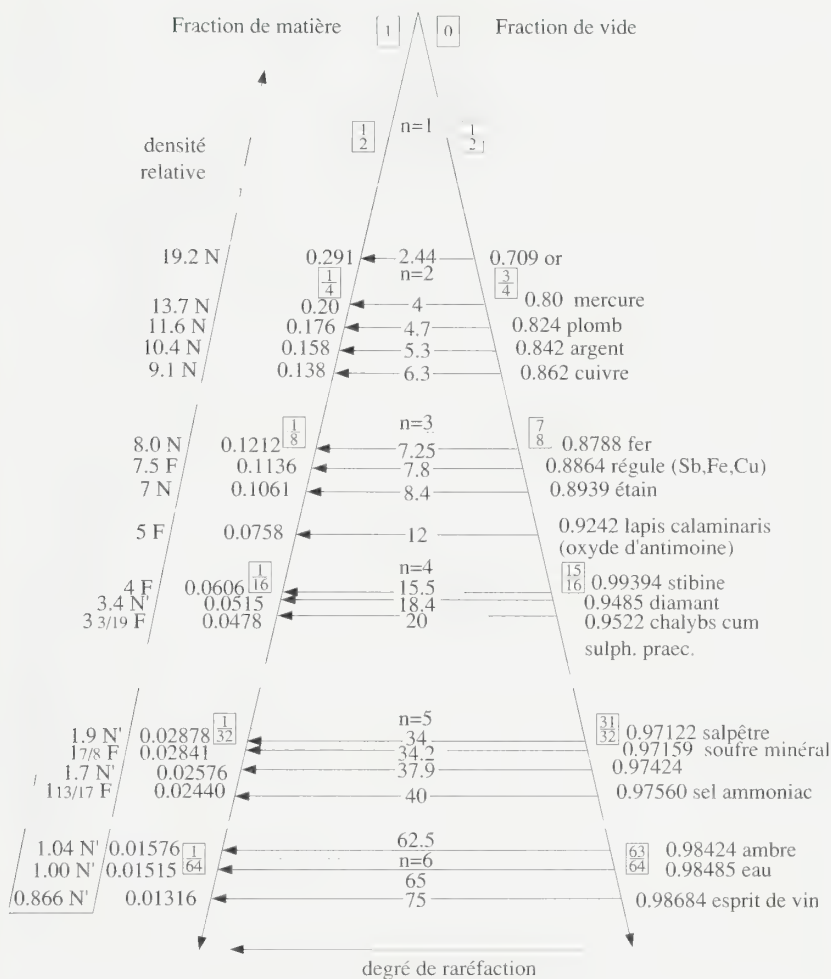 Fraction de matière 1 0 Fraction de vide
1/2 n=1 1/2
densité
relative
19.2 N 0.291 2.44 0.709 or
1/4 n=2 3/4
13.7 N 0.20 4 0.80 mercure
11.6 N 0.176 4.7 0.824 plomb
10.4 N 0.158 5.3 0.842 argent
9.1 N 0.138 6.3 0.862 cuivre
1/8 n=3 7/8
8.0 N 0.1212 7.25 0.8788 fer
7.5 F 0.1136 7.8 0.8864 régule (Sb,Fe,Cu)
7 N 0.1061 8.4 0.8939 étain
5 F 0.0758 12 0.9242 lapis calaminaris
(oxyde d'antimoine)
1/16 n=4 15/16
4 F 0.0606 15.5 0.99394 stibine
3.4 N' 0.0515 18.4 0.9485 diamant
3 3/19 F 0.0478 20 0.9522 chalybs cum
sulph. praec.
1/32 n=5 31/32
1.9 N' 0.02878 34 0.97122 salpêtre
1 7/8 F 0.02841 34.2 0.97159 soufre minéral
1.7 N' 0.02576 37.9 0.97424
1 13/17 F 0.02440 40 0.97560 sel ammoniac
1.04 N' 0.01576 62.5 0.98424 ambre
1/64 n=6 63/64
1.00 N' 0.01515 65 0.98485 eau
0.866 N' 0.01316 75 0.98684 esprit de vin
degré de raréfaction